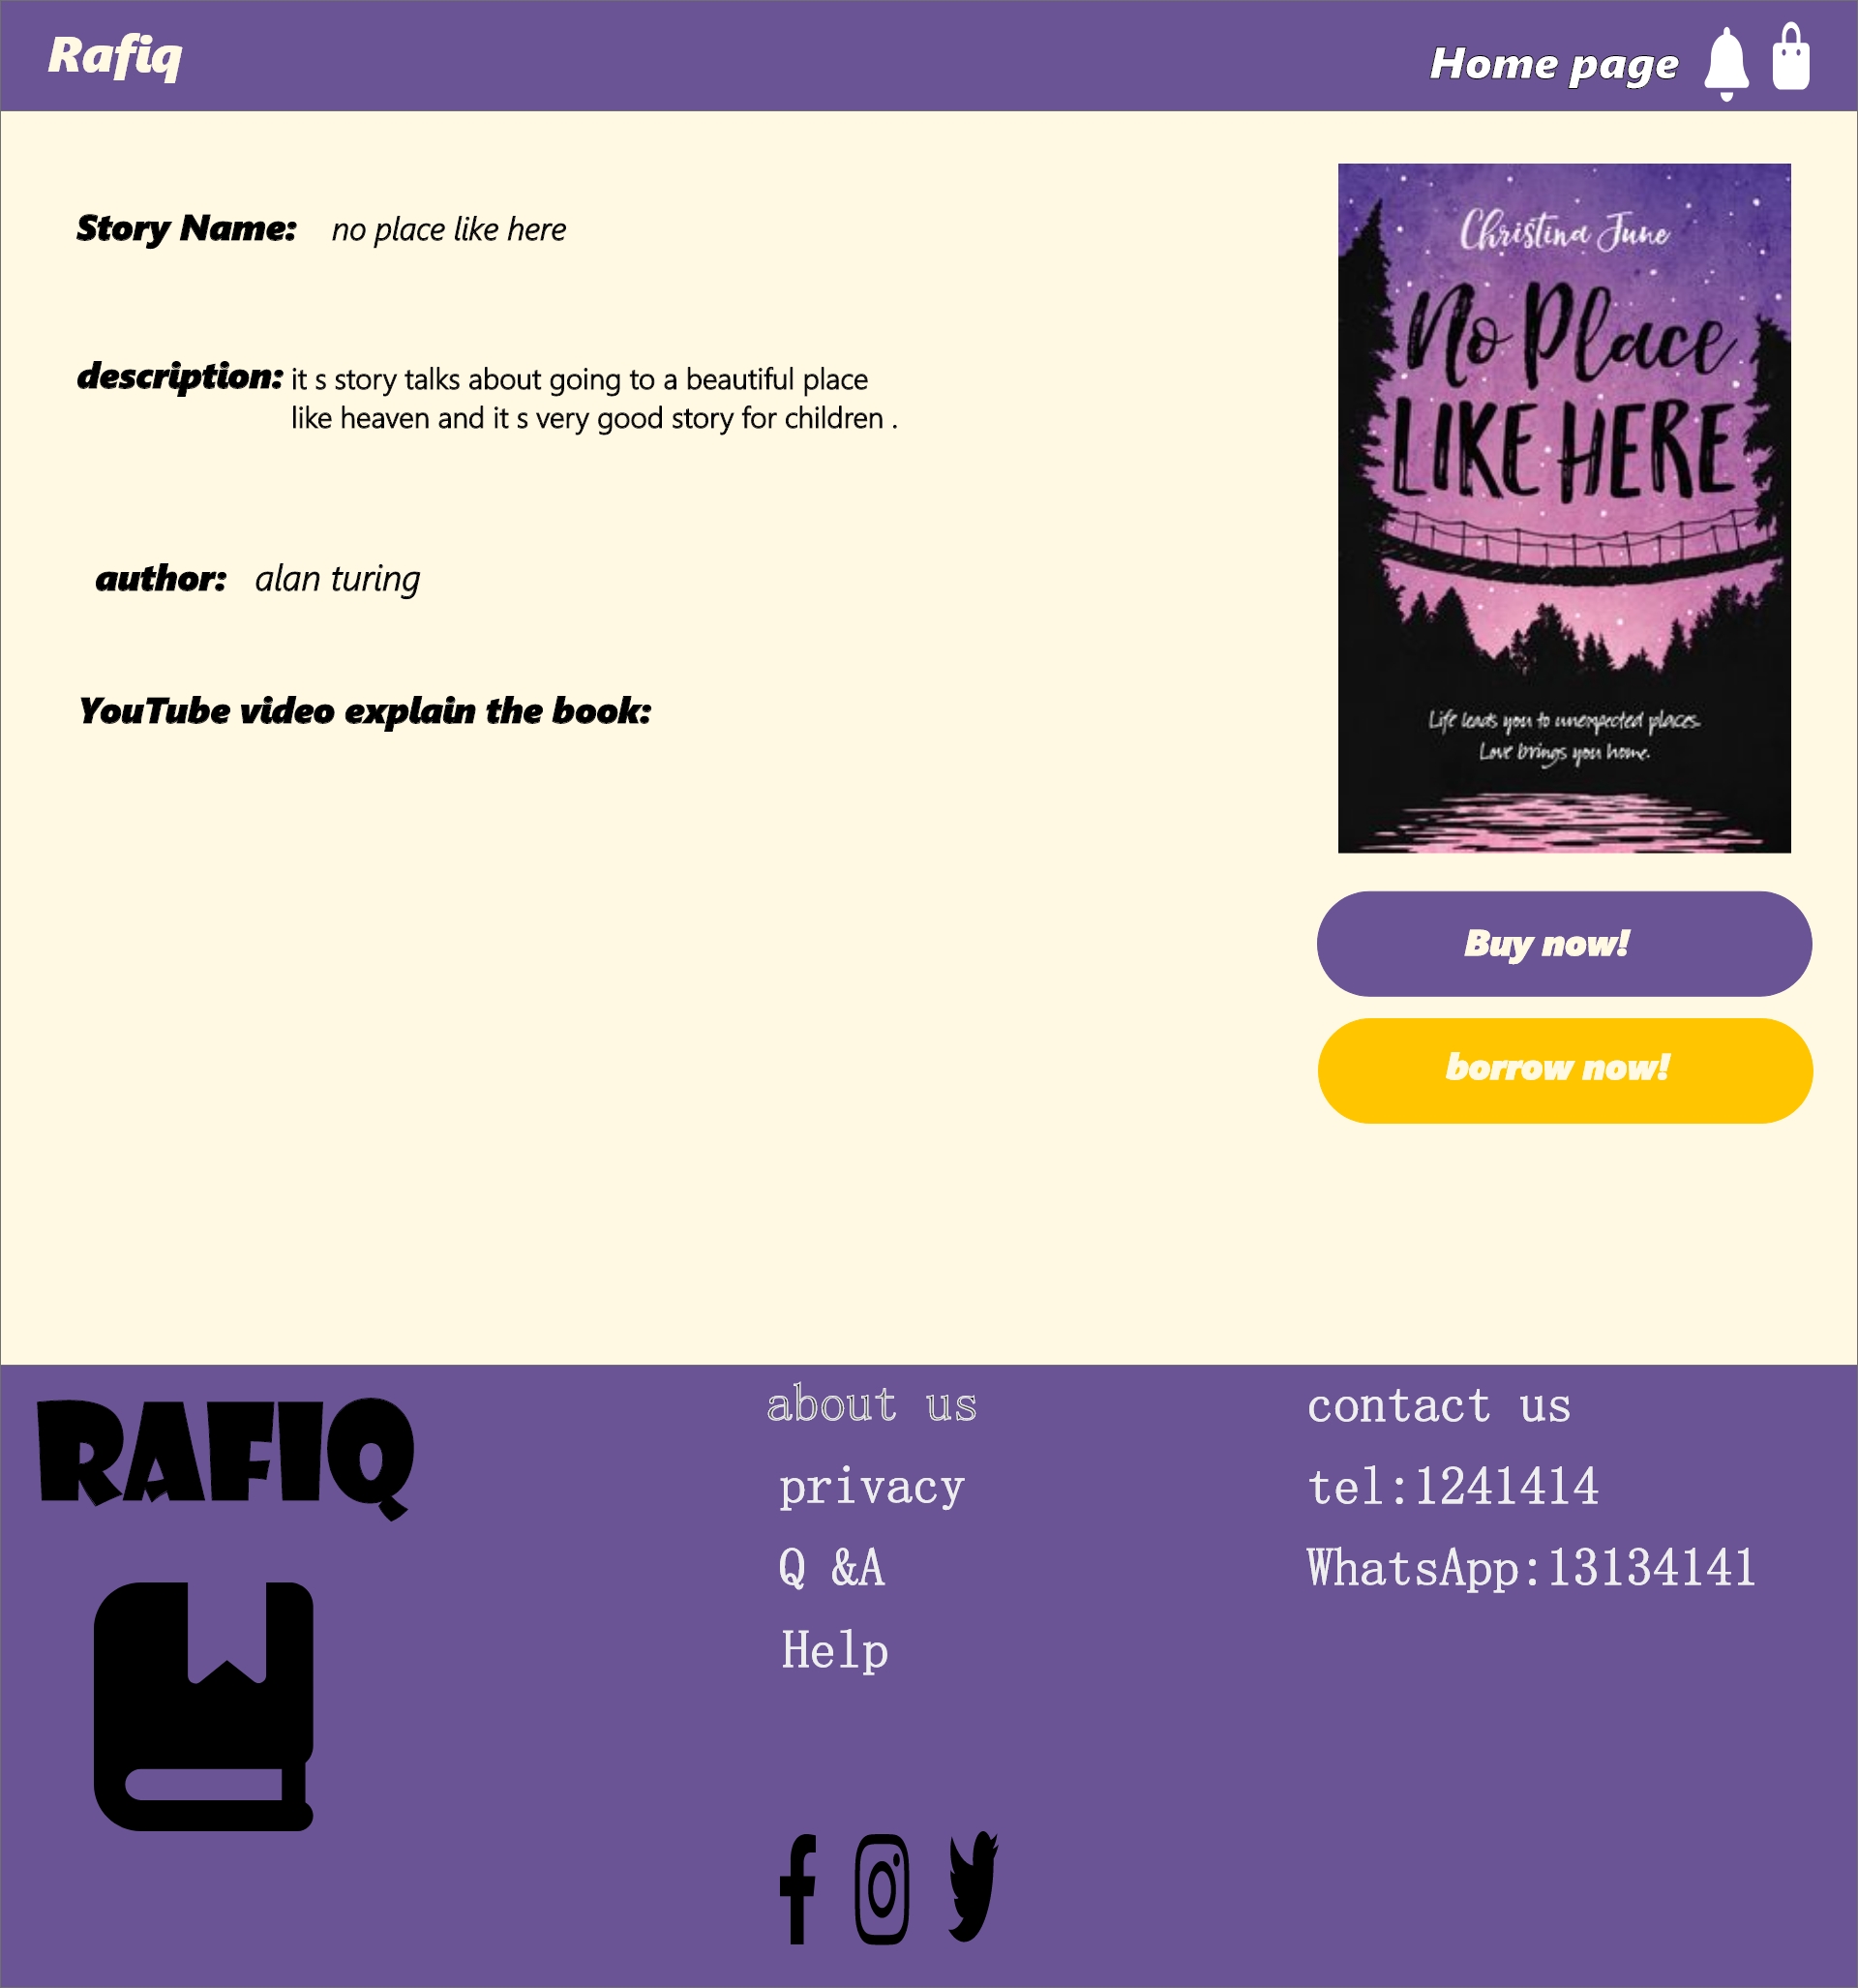 Rafiq
Home page
Story Name: no place like here
description: it s story talks about going to a beautiful place
like heaven and it s very good story for children .
author: alan turing
YouTube video explain the book:
Christina June
No Place
LIKE HERE
Life leads you to unexpected places.
Love brings you home.
Buy now!
borrow now!
RAFIQ
about us
privacy
Q &A
Help
contact us
tel:1241414
WhatsApp:13134141